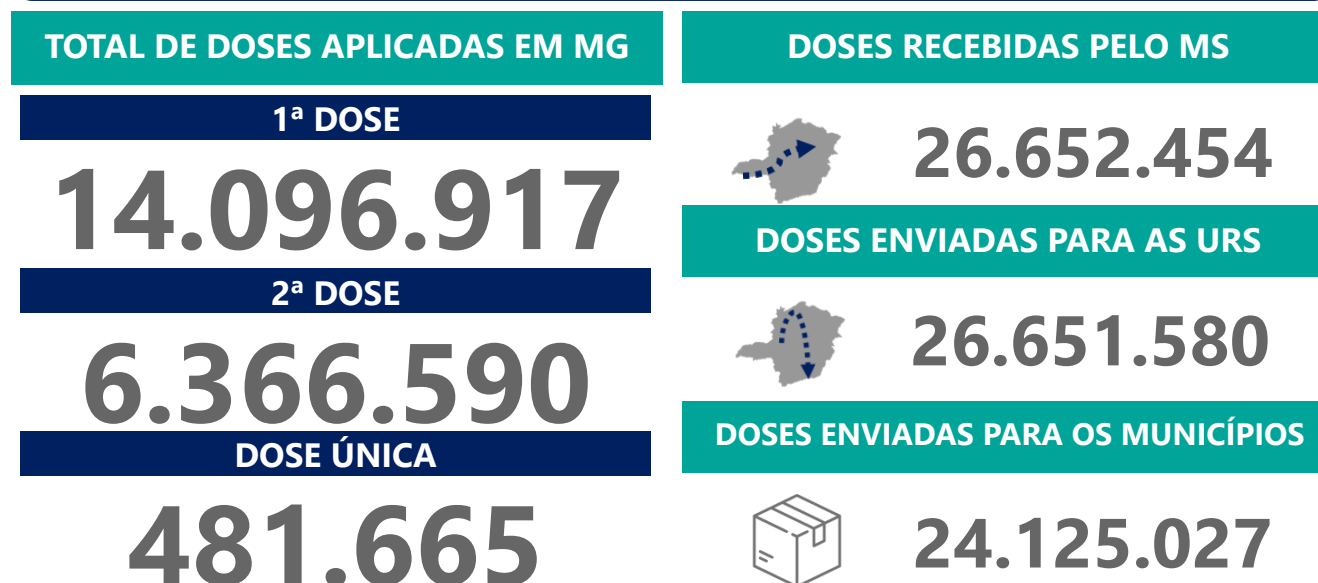 TOTAL DE DOSES APLICADAS EM MG
1ª DOSE
14.096.917
2ª DOSE
6.366.590
DOSE ÚNICA
481.665
DOSES RECEBIDAS PELO MS
26.652.454
DOSES ENVIADAS PARA AS URS
26.651.580
DOSES ENVIADAS PARA OS MUNICÍPIOS
24.125.027